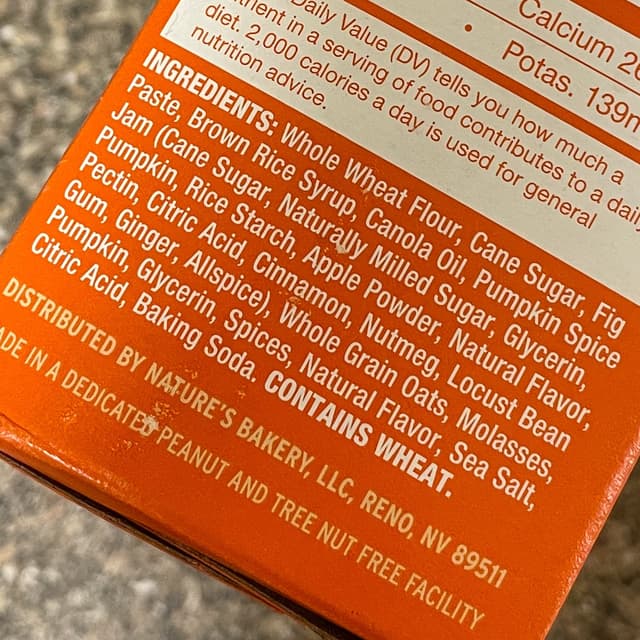 Calcium 20
• Potas. 139m
Daily Value (DV) tells you how much a
trient in a serving of food contributes to a daily
diet. 2,000 calories a day is used for general
nutrition advice.
INGREDIENTS: Whole Wheat Flour, Cane Sugar, Fig
Paste, Brown Rice Syrup, Canola Oil, Pumpkin Spice
Jam (Cane Sugar, Naturally Milled Sugar, Glycerin,
Pumpkin, Rice Starch, Apple Powder, Natural Flavor,
Pectin, Citric Acid, Cinnamon, Nutmeg, Locust Bean
Gum, Ginger, Allspice), Whole Grain Oats, Molasses,
Pumpkin, Glycerin, Spices, Natural Flavor, Sea Salt,
Citric Acid, Baking Soda. CONTAINS WHEAT.
DISTRIBUTED BY NATURE'S BAKERY, LLC, RENO, NV 89511
ADE IN A DEDICATED PEANUT AND TREE NUT FREE FACILITY